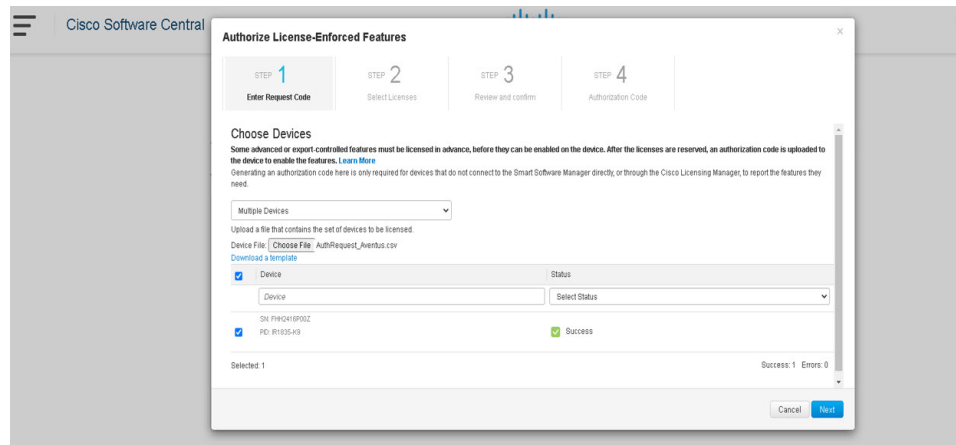 Cisco Software Central
Authorize License-Enforced Features
×
STEP 1
Enter Request Code
STEP 2
Select Licenses
STEP 3
Review and confirm
STEP 4
Authorization Code
Choose Devices
Some advanced or export-controlled features must be licensed in advance, before they can be enabled on the device. After the licenses are reserved, an authorization code is uploaded to
the device to enable the features. Learn More
Generating an authorization code here is only required for devices that do not connect to the Smart Software Manager directly, or through the Cisco Licensing Manager, to report the features they
need.
Multiple Devices
Upload a file that contains the set of devices to be licensed.
Device File: Choose File AuthRequest_Aventus.csv
Download a template
Device Status
Device Select Status
SN: FHH2416P00Z
PID: IR1835-K9
Success
Selected: 1 Success: 1 Errors: 0
Cancel Next